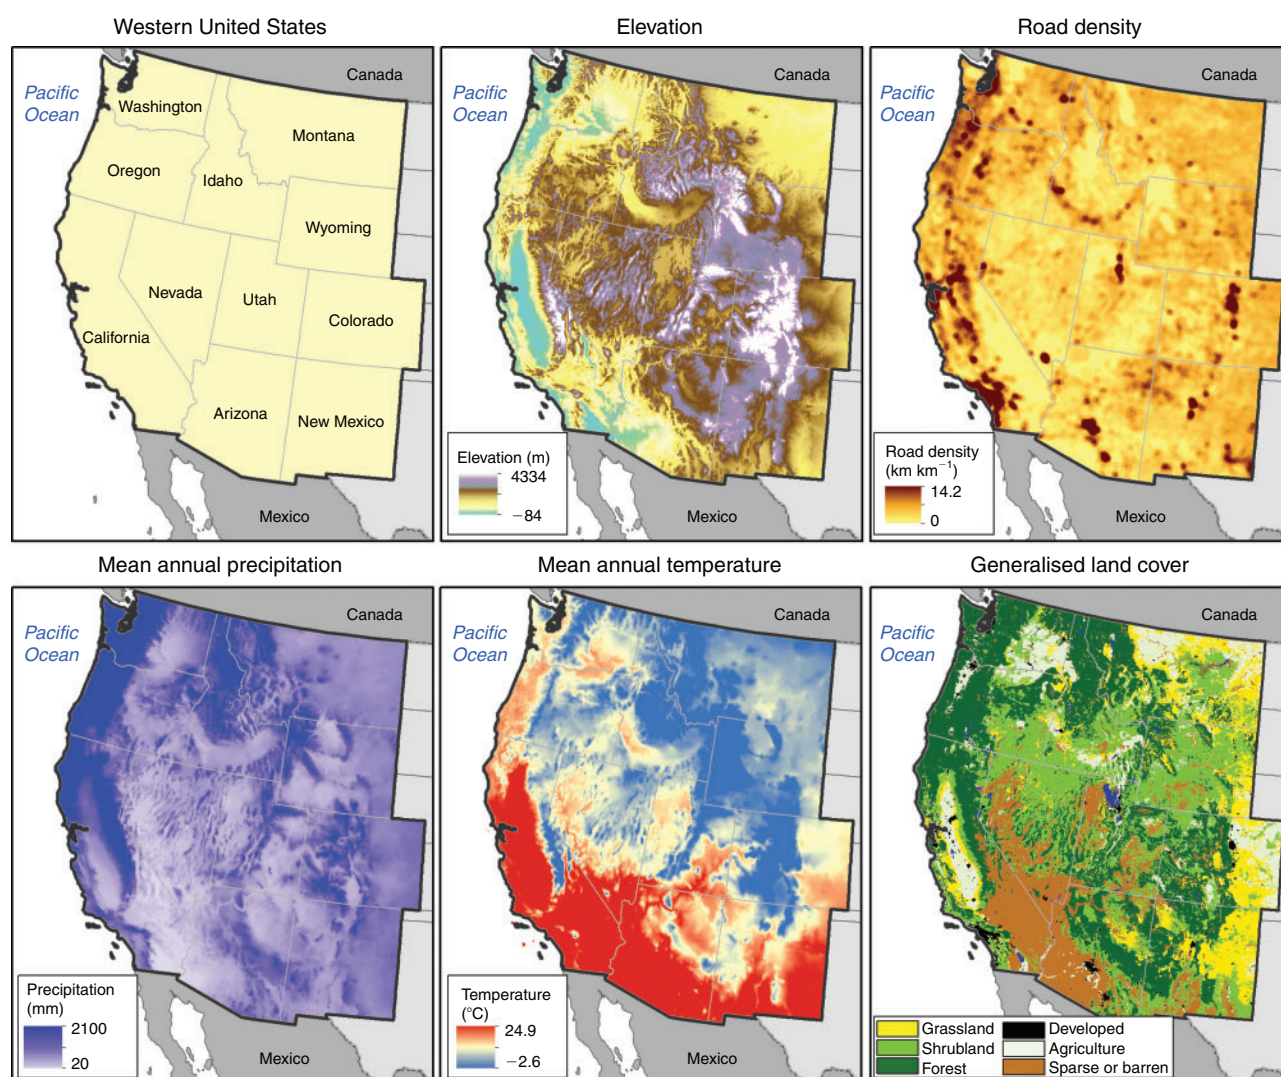 Western United States
Elevation
Road density
Pacific
Ocean
Canada
Washington
Montana
Oregon
Idaho
Wyoming
Nevada
Utah
Colorado
California
Arizona
New Mexico
Mexico
Pacific
Ocean
Canada
Elevation (m)
4334
−84
Mexico
Pacific
Ocean
Canada
Road density
(km km−1)
14.2
0
Mexico
Mean annual precipitation
Mean annual temperature
Generalised land cover
Pacific
Ocean
Canada
Precipitation
(mm)
2100
20
Mexico
Pacific
Ocean
Canada
Temperature
(°C)
24.9
−2.6
Mexico
Pacific
Ocean
Canada
Mexico
Grassland
Developed
Shrubland
Agriculture
Forest
Sparse or barren